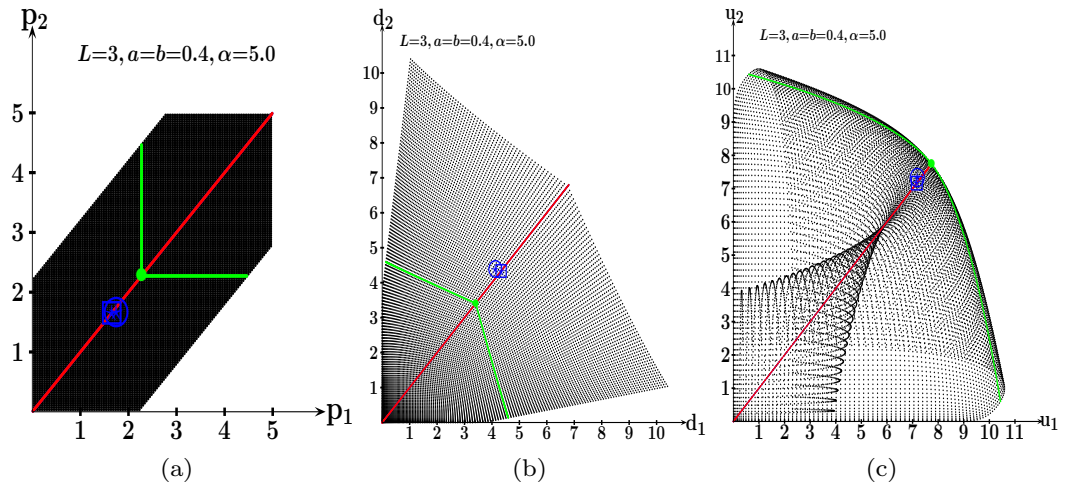 p₂
L=3, a=b=0.4, α=5.0
5
4
3
2
1
1 2 3 4 5 p₁
(a)
d₂
L=3, a=b=0.4, α=5.0
10
9
8
7
6
5
4
3
2
1
1 2 3 4 5 6 7 8 9 10 d₁
(b)
u₂
L=3, a=b=0.4, α=5.0
11
10
9
8
7
6
5
4
3
2
1
1 2 3 4 5 6 7 8 9 10 11 u₁
(c)